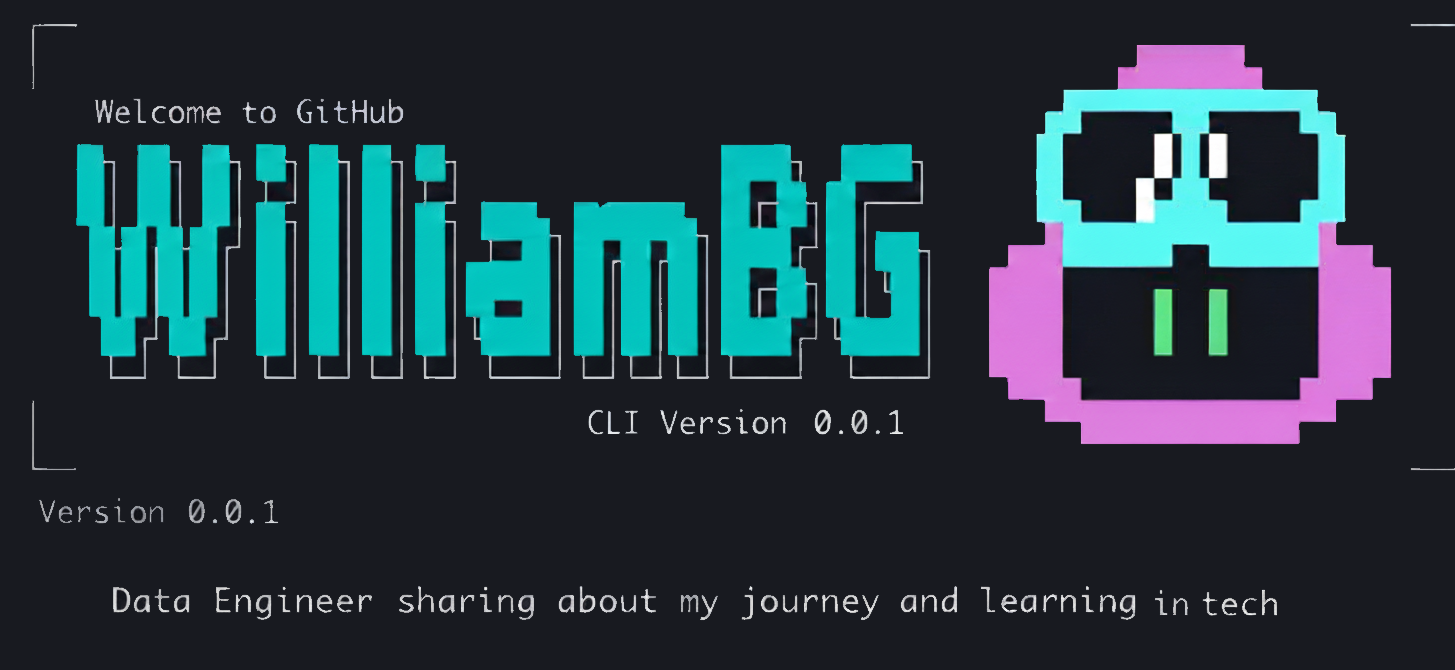 Welcome to GitHub
WilliamBG
CLI Version 0.0.1
Version 0.0.1
Data Engineer sharing about my journey and learning in tech